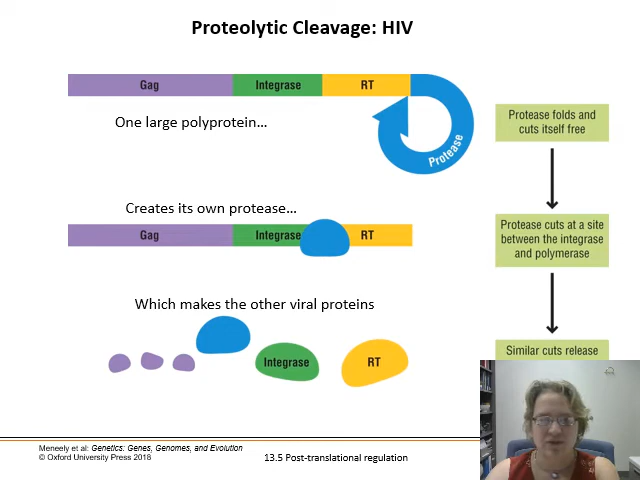 Proteolytic Cleavage: HIV
Gag
Integrase
RT
Protease
One large polyprotein...
Protease folds and
cuts itself free
Creates its own protease...
Gag
Integrase
RT
Protease cuts at a site
between the integrase
and polymerase
Which makes the other viral proteins
Integrase
RT
Similar cuts release
Meneely et al: Genetics: Genes, Genomes, and Evolution
© Oxford University Press 2018
13.5 Post-translational regulation